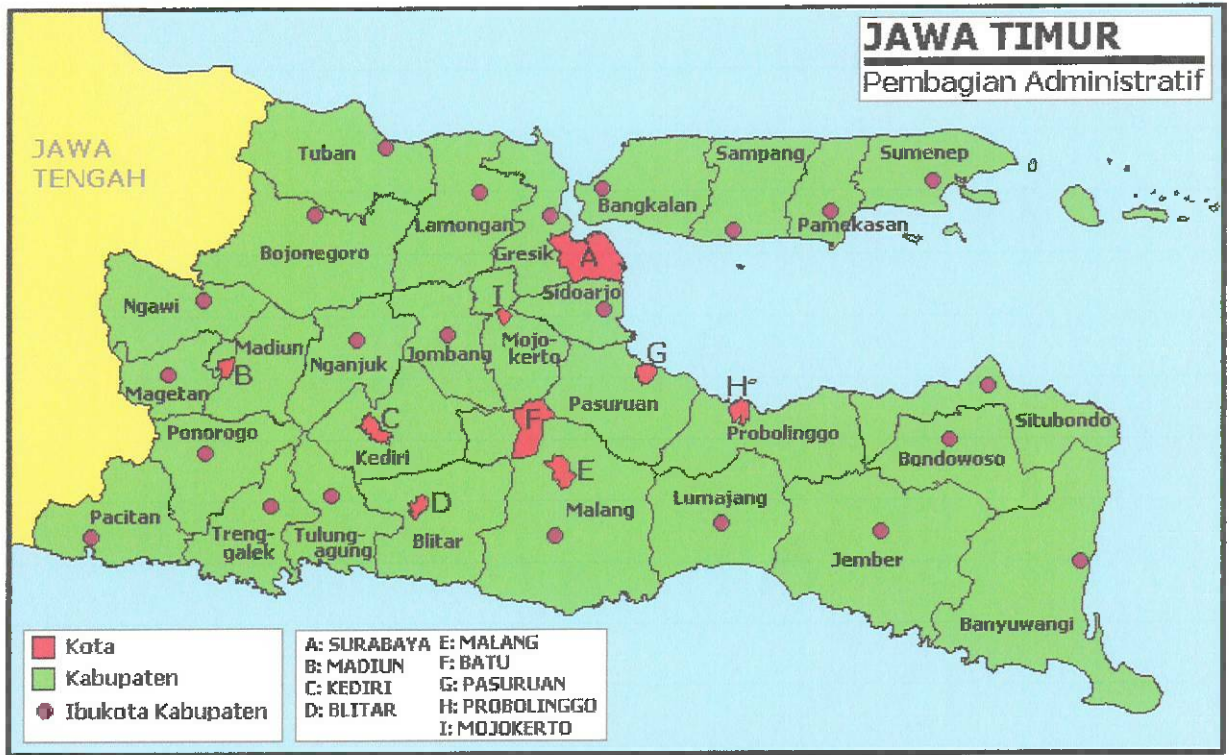 JAWA TIMUR
Pembagian Administratif
JAWA
TENGAH
Tuban
Sampang
Sumenep
Bangkalan
Lamongan
Pamekasan
Bojonegoro
Gresik
A
Ngawi
I
Sidoarjo
Madiun
Nganjuk
Jombang
Mojo-
kerto
G
B
Magetan
H
Pasuruan
C
F
Ponorogo
Probolinggo
Situbondo
Kediri
Bondowoso
E
D
Lumajang
Pacitan
Malang
Treng-
galek
Tulung-
agung
Blitar
Jember
Banyuwangi
Kota
Kabupaten
Ibukota Kabupaten
A: SURABAYA
B: MADIUN
C: KEDIRI
D: BLITAR
E: MALANG
F: BATU
G: PASURUAN
H: PROBOLINGGO
I: MOJOKERTO